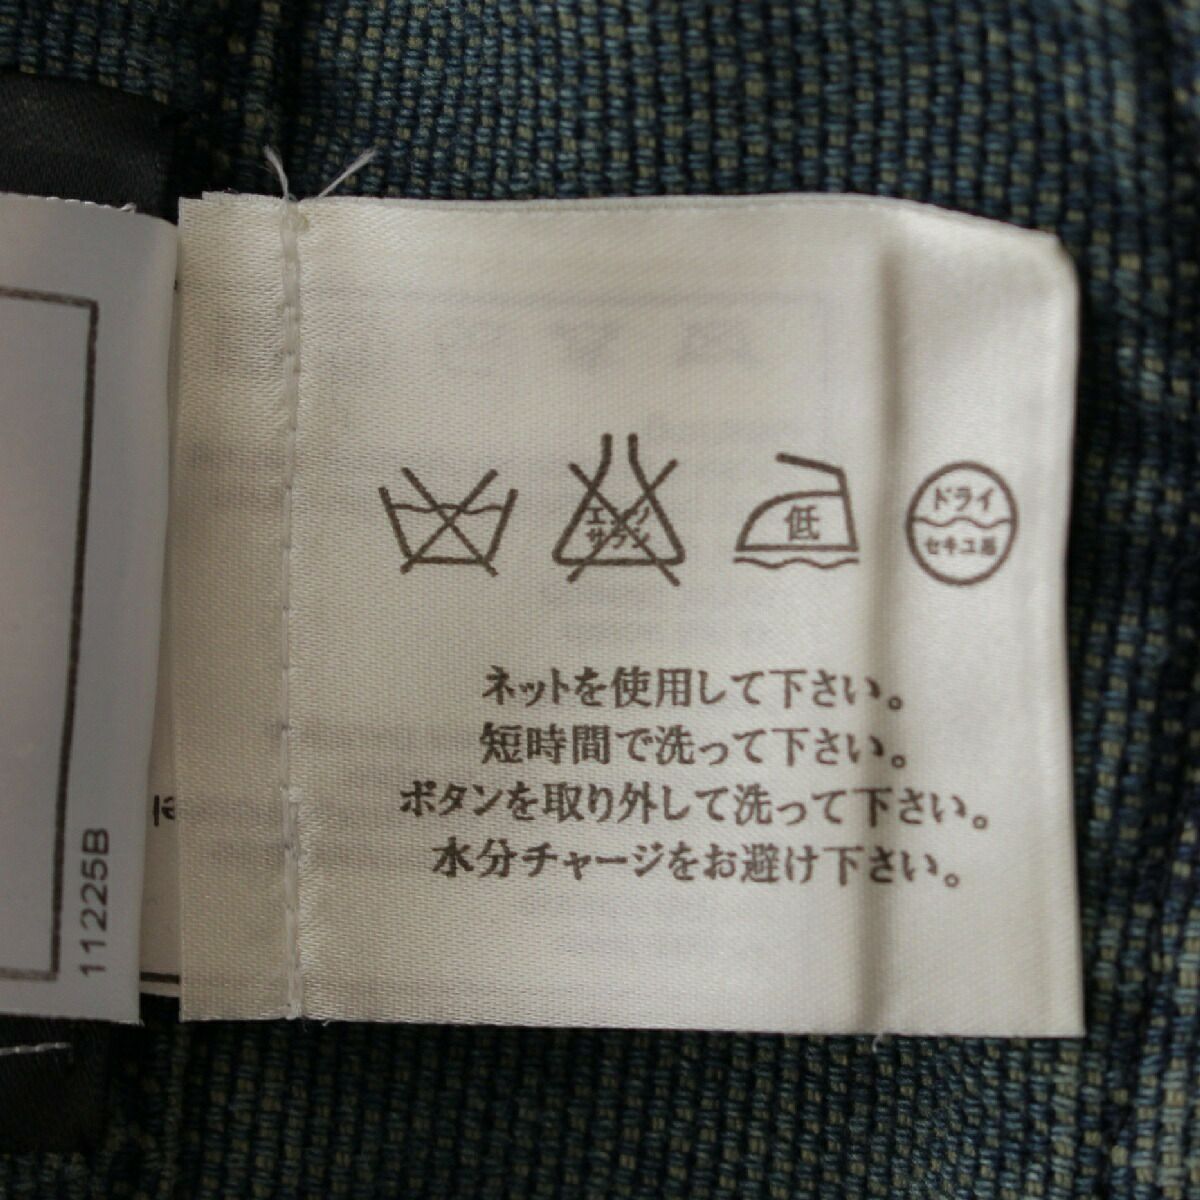 エンソ
サラシ
低
ドライ
セキユ系
ネットを使用して下さい。
短時間で洗って下さい。
ボタンを取り外して洗って下さい。
水分チャージをお避け下さい。
11225B